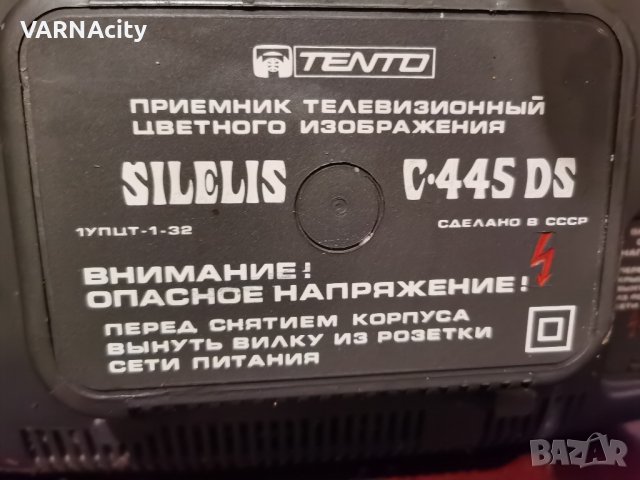 VARNAcity
TENTO
ПРИЕМНИК ТЕЛЕВИЗИОННЫЙ
ЦВЕТНОГО ИЗОБРАЖЕНИЯ
SILELIS C·445 DS
1УПЦТ-1-32 СДЕЛАНО В СССР
ВНИМАНИЕ!
ОПАСНОЕ НАПРЯЖЕНИЕ!
ПЕРЕД СНЯТИЕМ КОРПУСА
ВЫНУТЬ ВИЛКУ ИЗ РОЗЕТКИ
СЕТИ ПИТАНИЯ
BAZAR